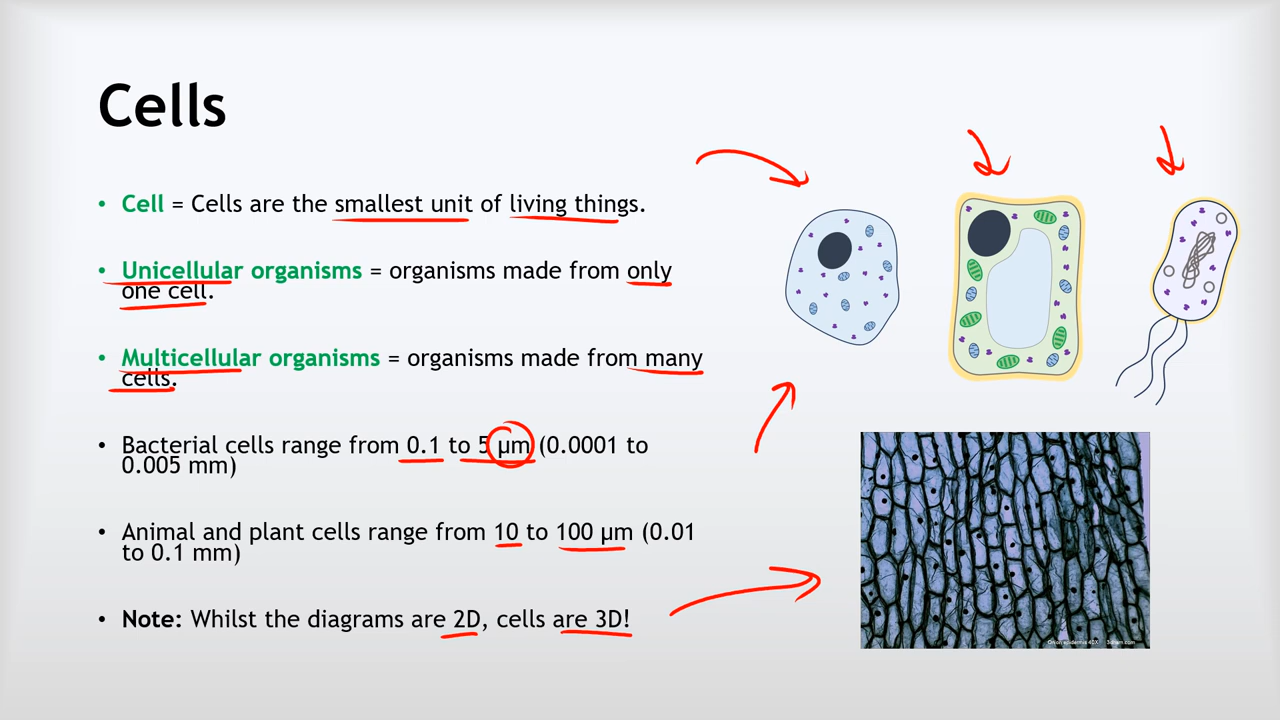 Cells
• Cell = Cells are the smallest unit of living things.
• Unicellular organisms = organisms made from only
one cell.
• Multicellular organisms = organisms made from many
cells.
• Bacterial cells range from 0.1 to 5 µm (0.0001 to
0.005 mm)
• Animal and plant cells range from 10 to 100 µm (0.01
to 0.1 mm)
• Note: Whilst the diagrams are 2D, cells are 3D!